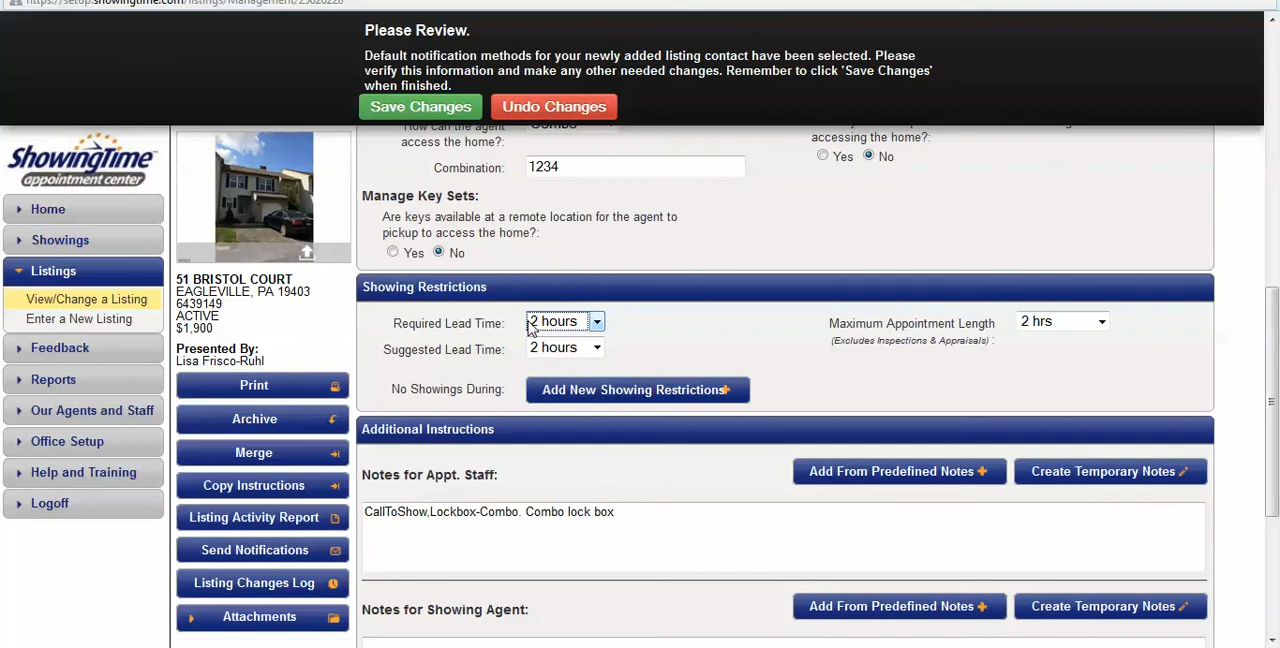 https://setup.showingtime.com/listings/Management/25020228
Please Review.
Default notification methods for your newly added listing contact have been selected. Please
verify this information and make any other needed changes. Remember to click 'Save Changes'
when finished.
Save Changes
Undo Changes
ShowingTime
appointment center
Home
Showings
Listings
View/Change a Listing
Enter a New Listing
Feedback
Reports
Our Agents and Staff
Office Setup
Help and Training
Logoff
51 BRISTOL COURT
EAGLEVILLE, PA 19403
6439149
ACTIVE
$1,900
Presented By:
Lisa Frisco-Ruhl
Print
Archive
Merge
Copy Instructions
Listing Activity Report
Send Notifications
Listing Changes Log
Attachments
How can the agent
access the home?:
Combo
accessing the home?:
Yes No
Combination: 1234
Manage Key Sets:
Are keys available at a remote location for the agent to
pickup to access the home?:
Yes No
Showing Restrictions
Required Lead Time: 2 hours
Maximum Appointment Length 2 hrs
(Excludes Inspections & Appraisals) :
Suggested Lead Time: 2 hours
No Showings During: Add New Showing Restrictions
Additional Instructions
Notes for Appt. Staff:
Add From Predefined Notes
Create Temporary Notes
CallToShow,Lockbox-Combo. Combo lock box
Notes for Showing Agent:
Add From Predefined Notes
Create Temporary Notes